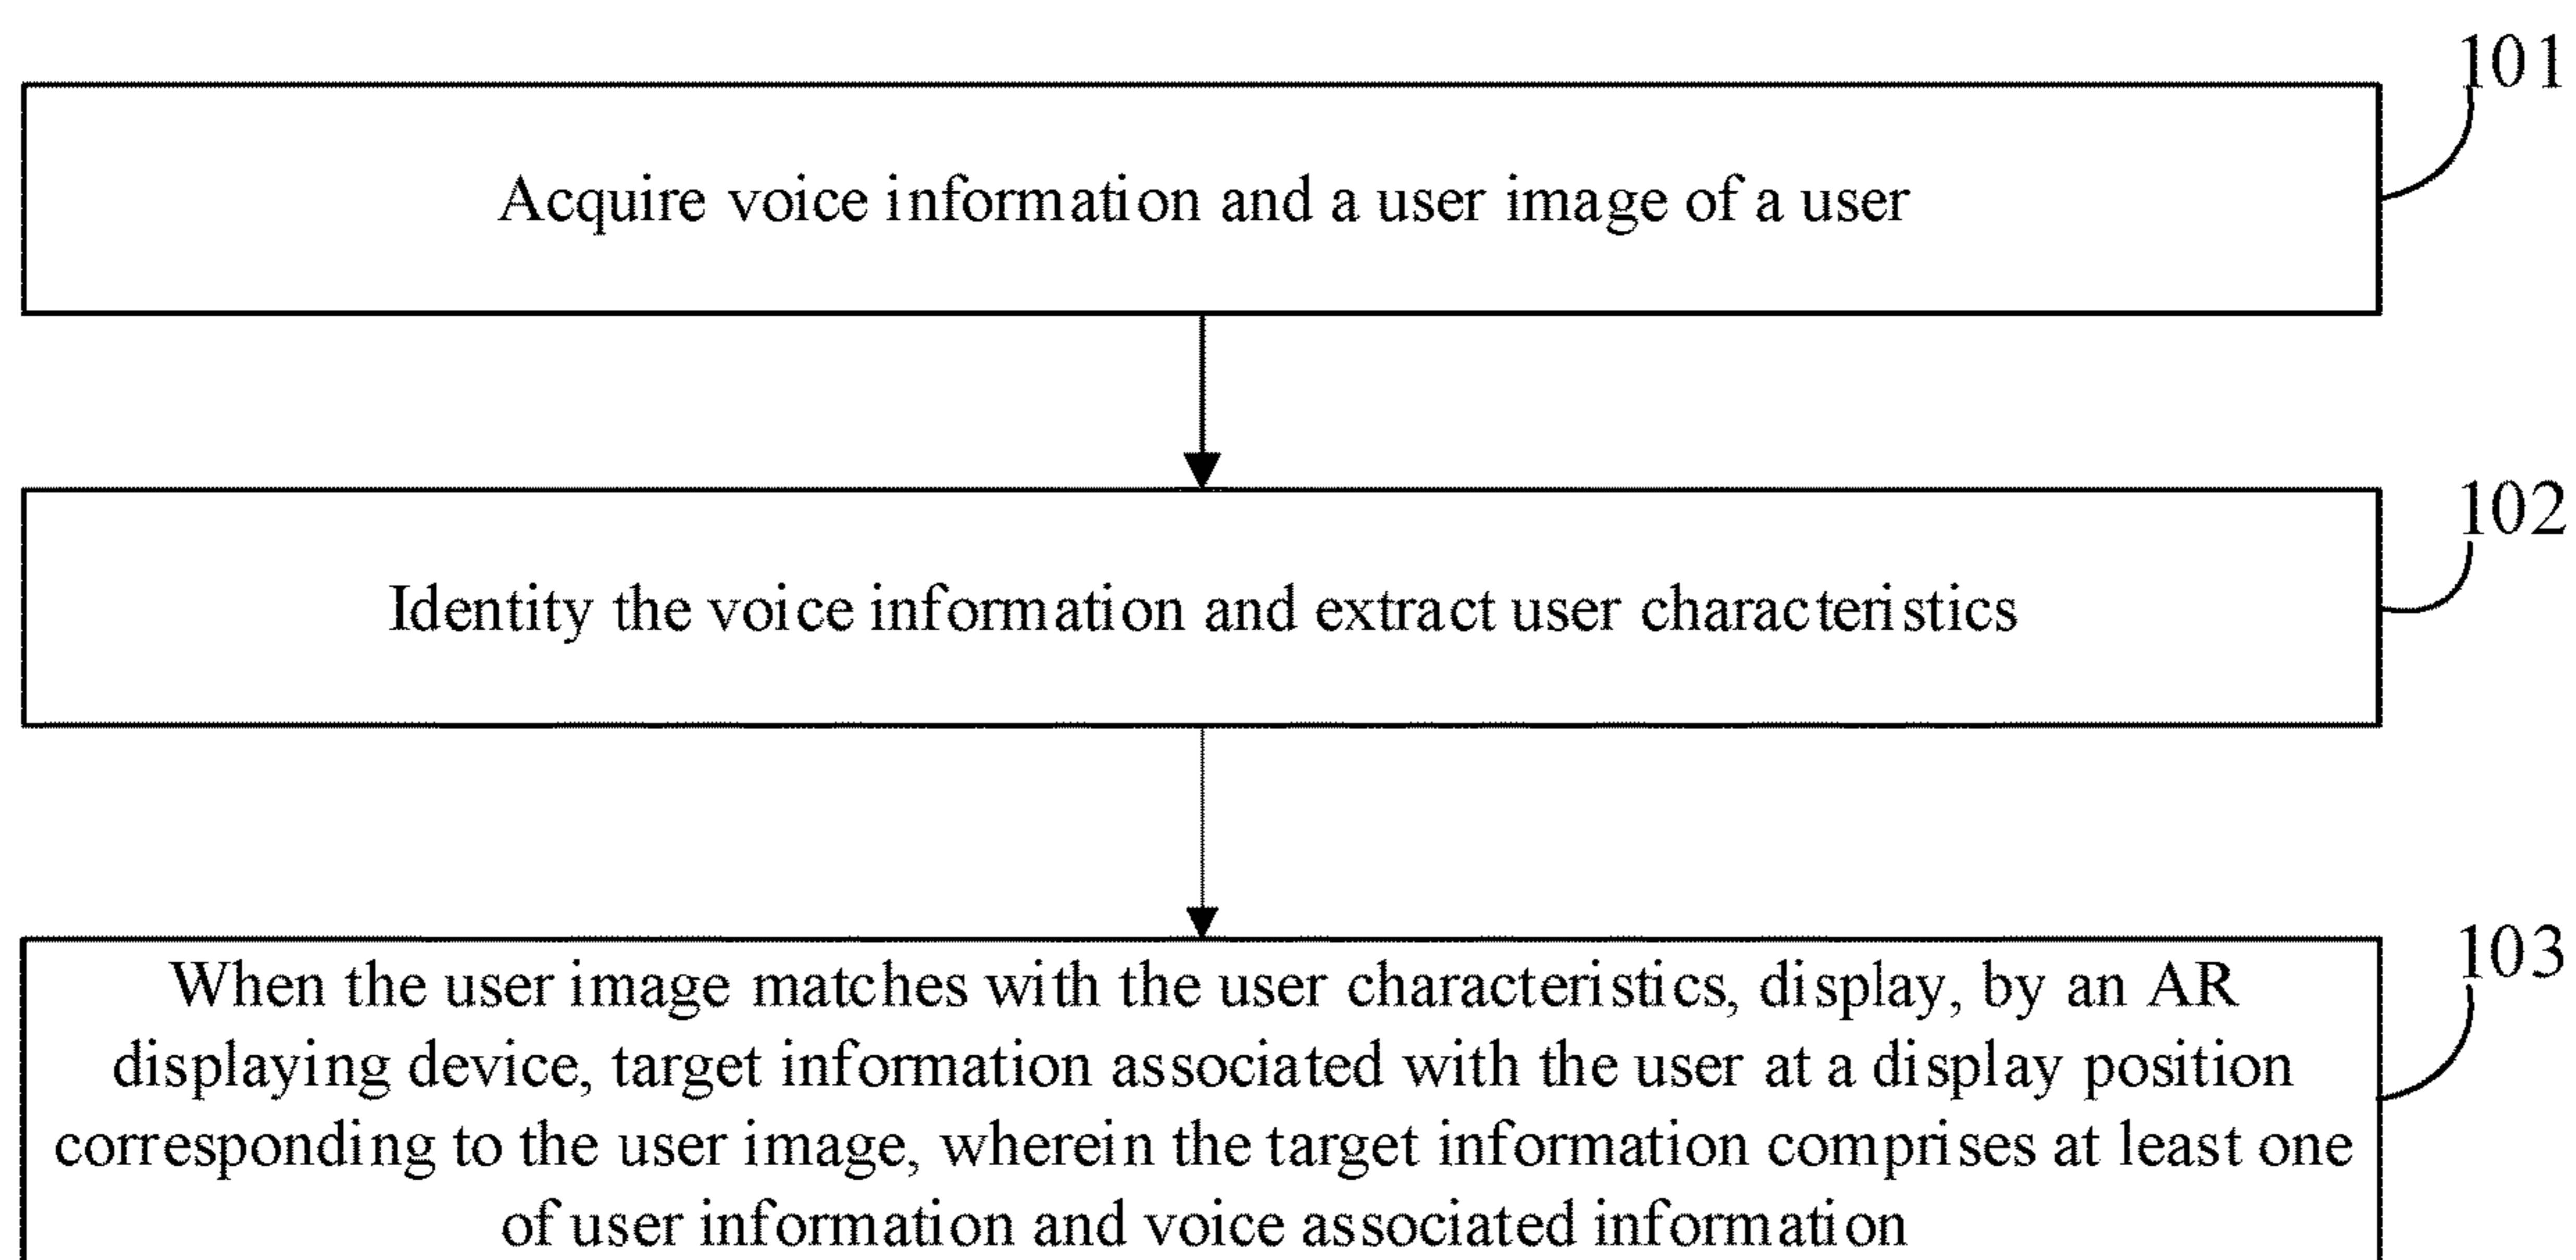 101
Acquire voice information and a user image of a user
102
Identity the voice information and extract user characteristics
103
When the user image matches with the user characteristics, display, by an AR
displaying device, target information associated with the user at a display position
corresponding to the user image, wherein the target information comprises at least one
of user information and voice associated information